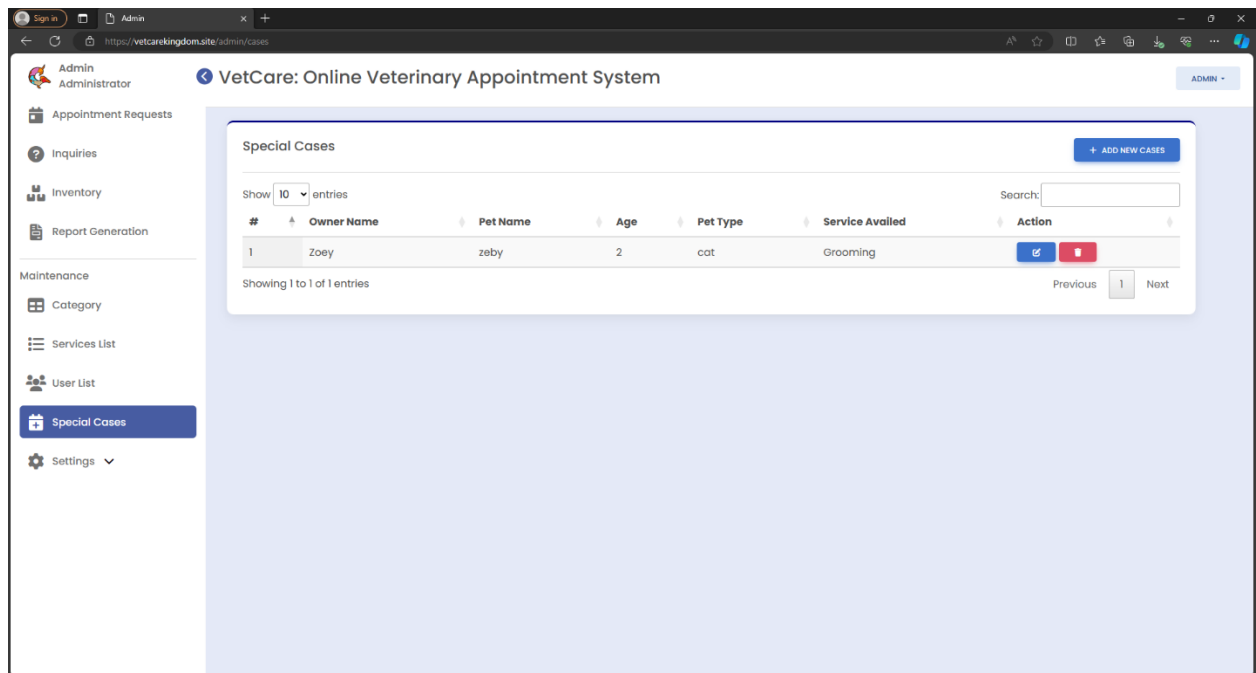 Sign in
Admin
https://vetcarekingdom.site/admin/cases
Admin
Administrator
VetCare: Online Veterinary Appointment System
ADMIN
Appointment Requests
Inquiries
Inventory
Report Generation
Maintenance
Category
Services List
User List
Special Cases
Settings
Special Cases
+ ADD NEW CASES
Show 10 entries
Search:
# Owner Name Pet Name Age Pet Type Service Availed Action
1 Zoey zeby 2 cat Grooming
Showing 1 to 1 of 1 entries
Previous 1 Next